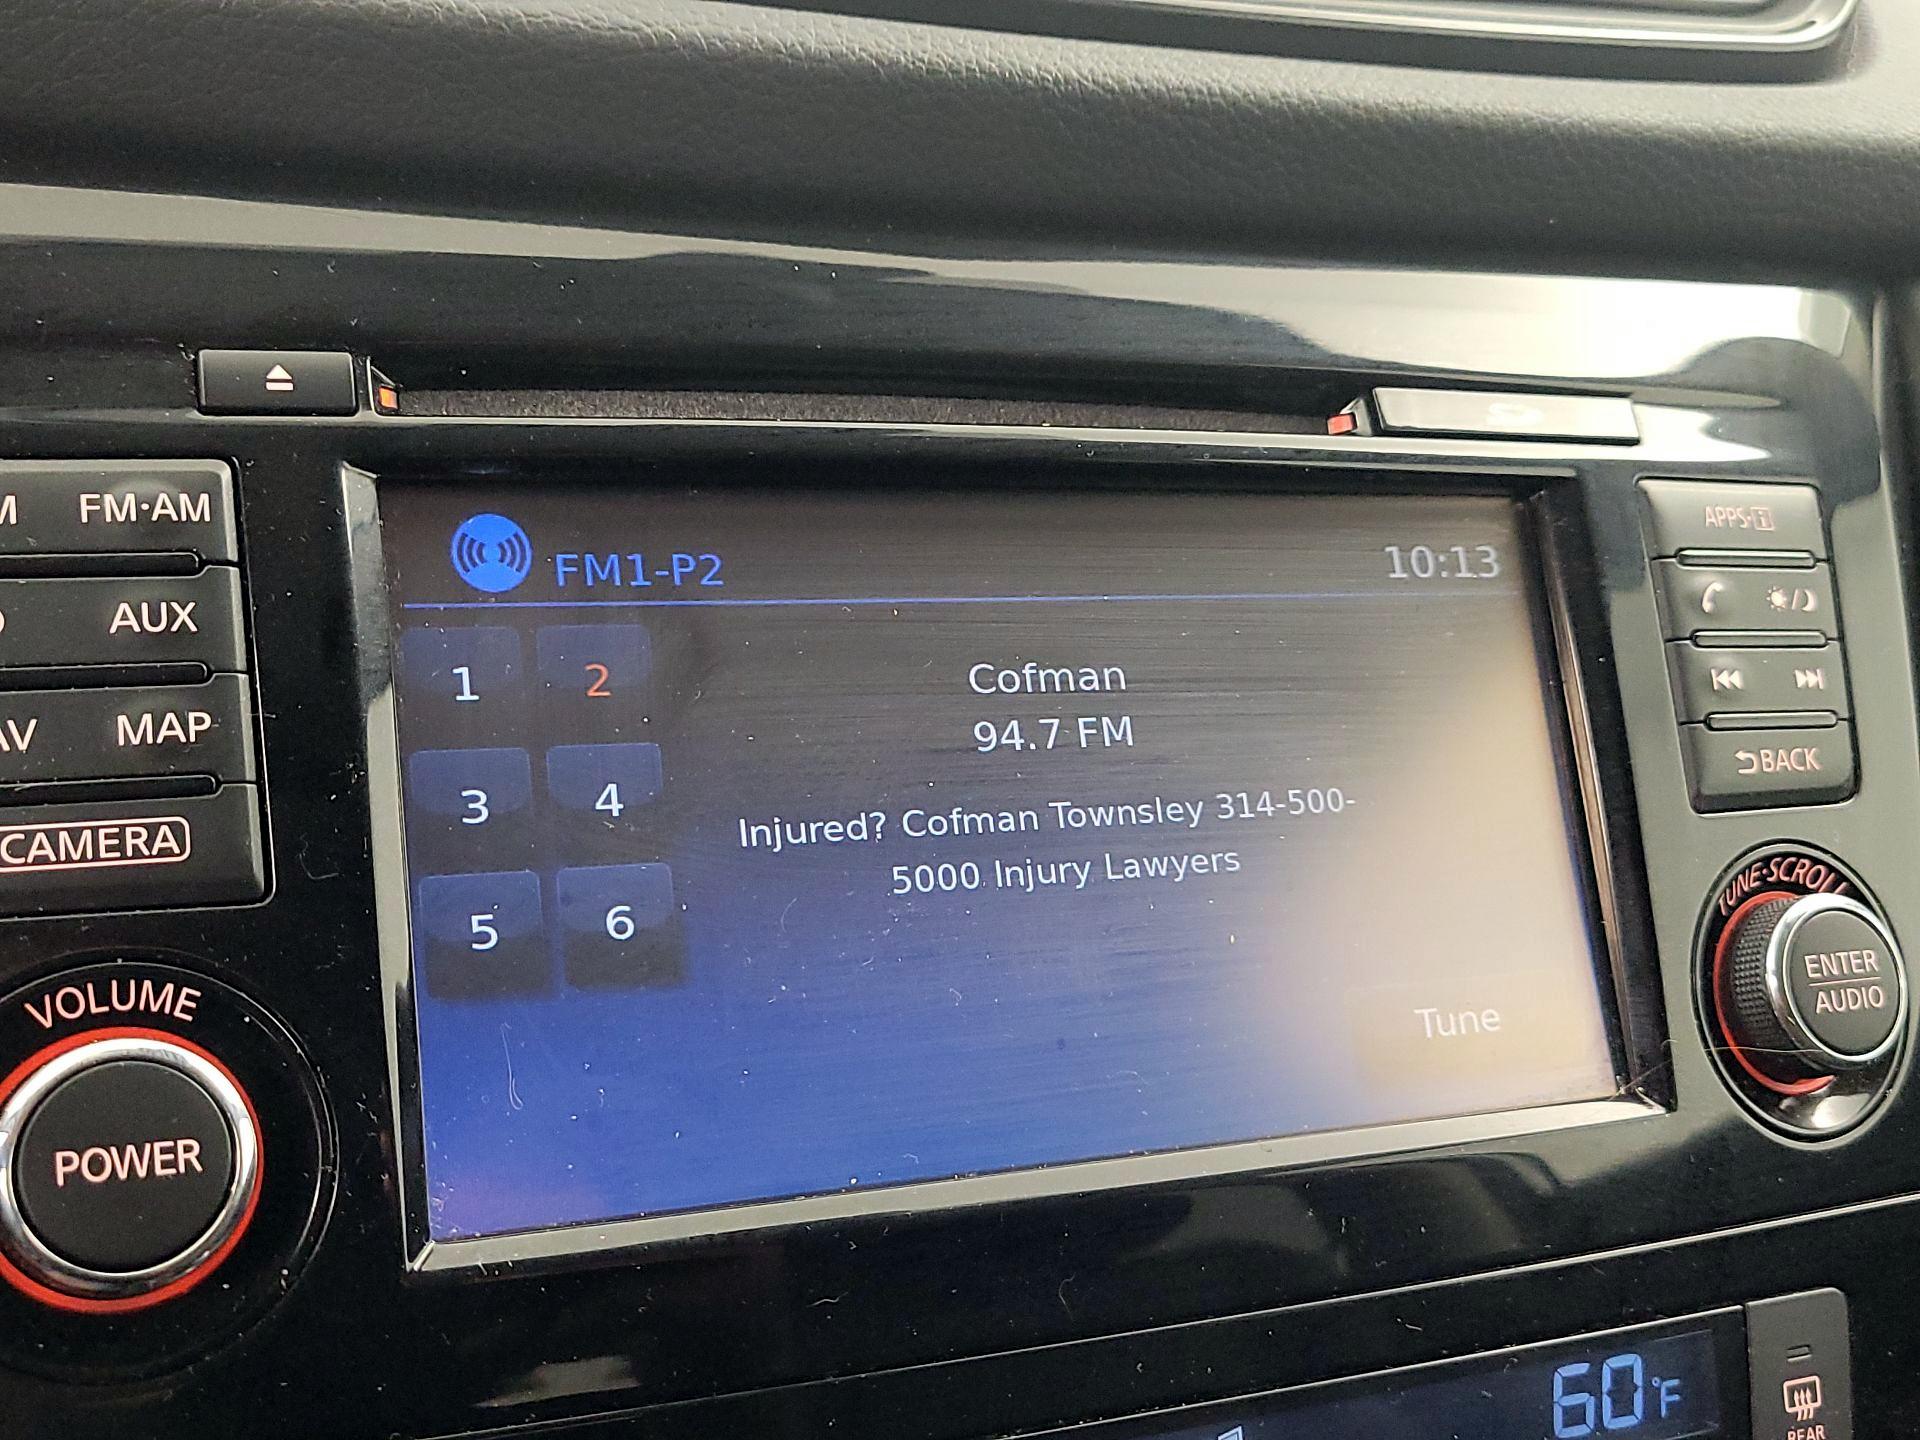 FM·AM
AUX
MAP
CAMERA
VOLUME
POWER
FM1-P2
10:13
1
2
3
4
5
6
Cofman
94.7 FM
Injured? Cofman Townsley 314-500-
5000 Injury Lawyers
Tune
APPS·i
BACK
TUNE·SCROLL
ENTER
AUDIO
60°F
REAR